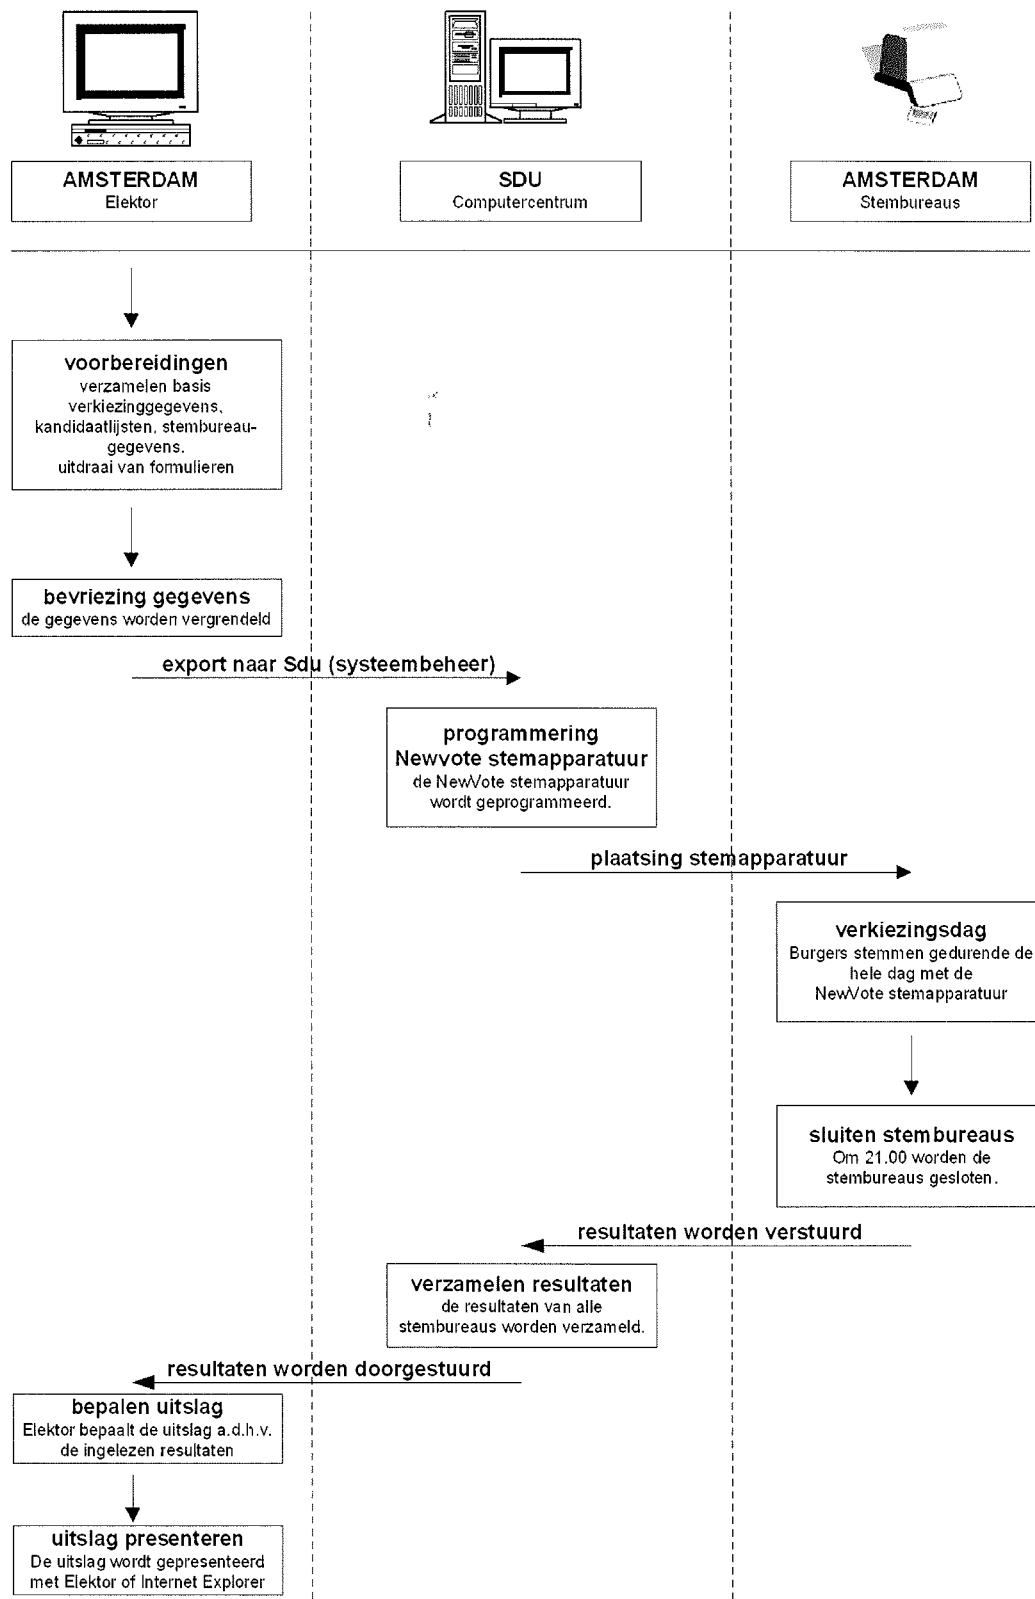 AMSTERDAM
Elektor
SDU
Computercentrum
AMSTERDAM
Stembureaus
voorbereidingen
verzamelen basis
verkiezinggegevens,
kandidaatlijsten, stembureau-
gegevens.
uitdraai van formulieren
bevriezing gegevens
de gegevens worden vergrendeld
export naar Sdu (systeembeheer)
programmering
Newvote stemapparatuur
de NewVote stemapparatuur
wordt geprogrammeerd.
plaatsing stemapparatuur
verkiezingsdag
Burgers stemmen gedurende de
hele dag met de
NewVote stemapparatuur
sluiten stembureaus
Om 21.00 worden de
stembureaus gesloten.
resultaten worden verstuurd
verzamelen resultaten
de resultaten van alle
stembureaus worden verzameld.
resultaten worden doorgestuurd
bepalen uitslag
Elektor bepaalt de uitslag a.d.h.v.
de ingelezen resultaten
uitslag presenteren
De uitslag wordt gepresenteerd
met Elektor of Internet Explorer